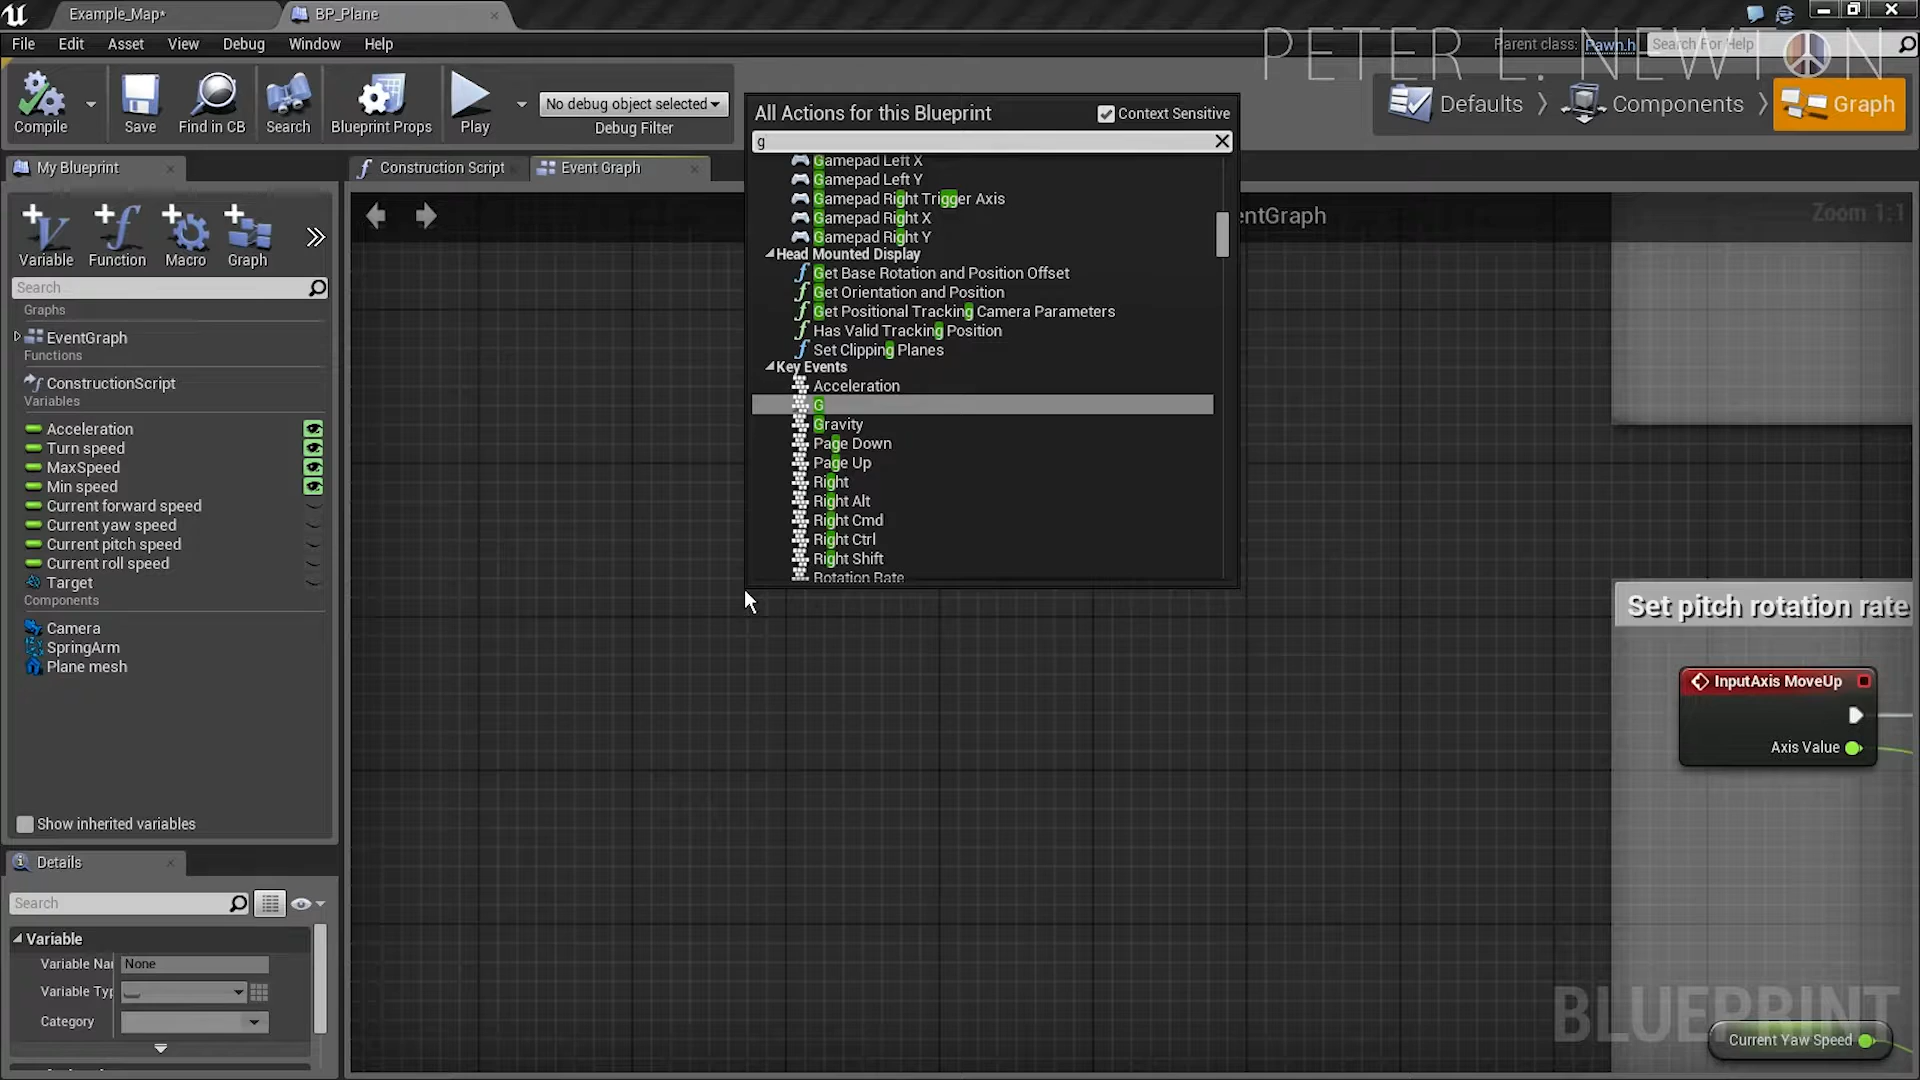 Example_Map*
BP_Plane
File Edit Asset View Debug Window Help
Parent class: Pawn.h
Search For Help
PETER L. NEWTON
Compile
Save
Find in CB
Search
Blueprint Props
Play
No debug object selected
Debug Filter
Defaults
Components
Graph
My Blueprint
Construction Script
Event Graph
Variable
Function
Macro
Graph
Search
Graphs
EventGraph
Functions
ConstructionScript
Variables
Acceleration
Turn speed
MaxSpeed
Min speed
Current forward speed
Current yaw speed
Current pitch speed
Current roll speed
Target
Components
Camera
SpringArm
Plane mesh
Show inherited variables
Details
Search
Variable
Variable Nar
None
Variable Typ
Category
All Actions for this Blueprint
Context Sensitive
g
Gamepad Left X
Gamepad Left Y
Gamepad Right Trigger Axis
Gamepad Right X
Gamepad Right Y
Head Mounted Display
Get Base Rotation and Position Offset
Get Orientation and Position
Get Positional Tracking Camera Parameters
Has Valid Tracking Position
Set Clipping Planes
Key Events
Acceleration
G
Gravity
Page Down
Page Up
Right
Right Alt
Right Cmd
Right Ctrl
Right Shift
Rotation Rate
entGraph
Zoom 1:1
Set pitch rotation rate
InputAxis MoveUp
Axis Value
BLUEPRINT
Current Yaw Speed